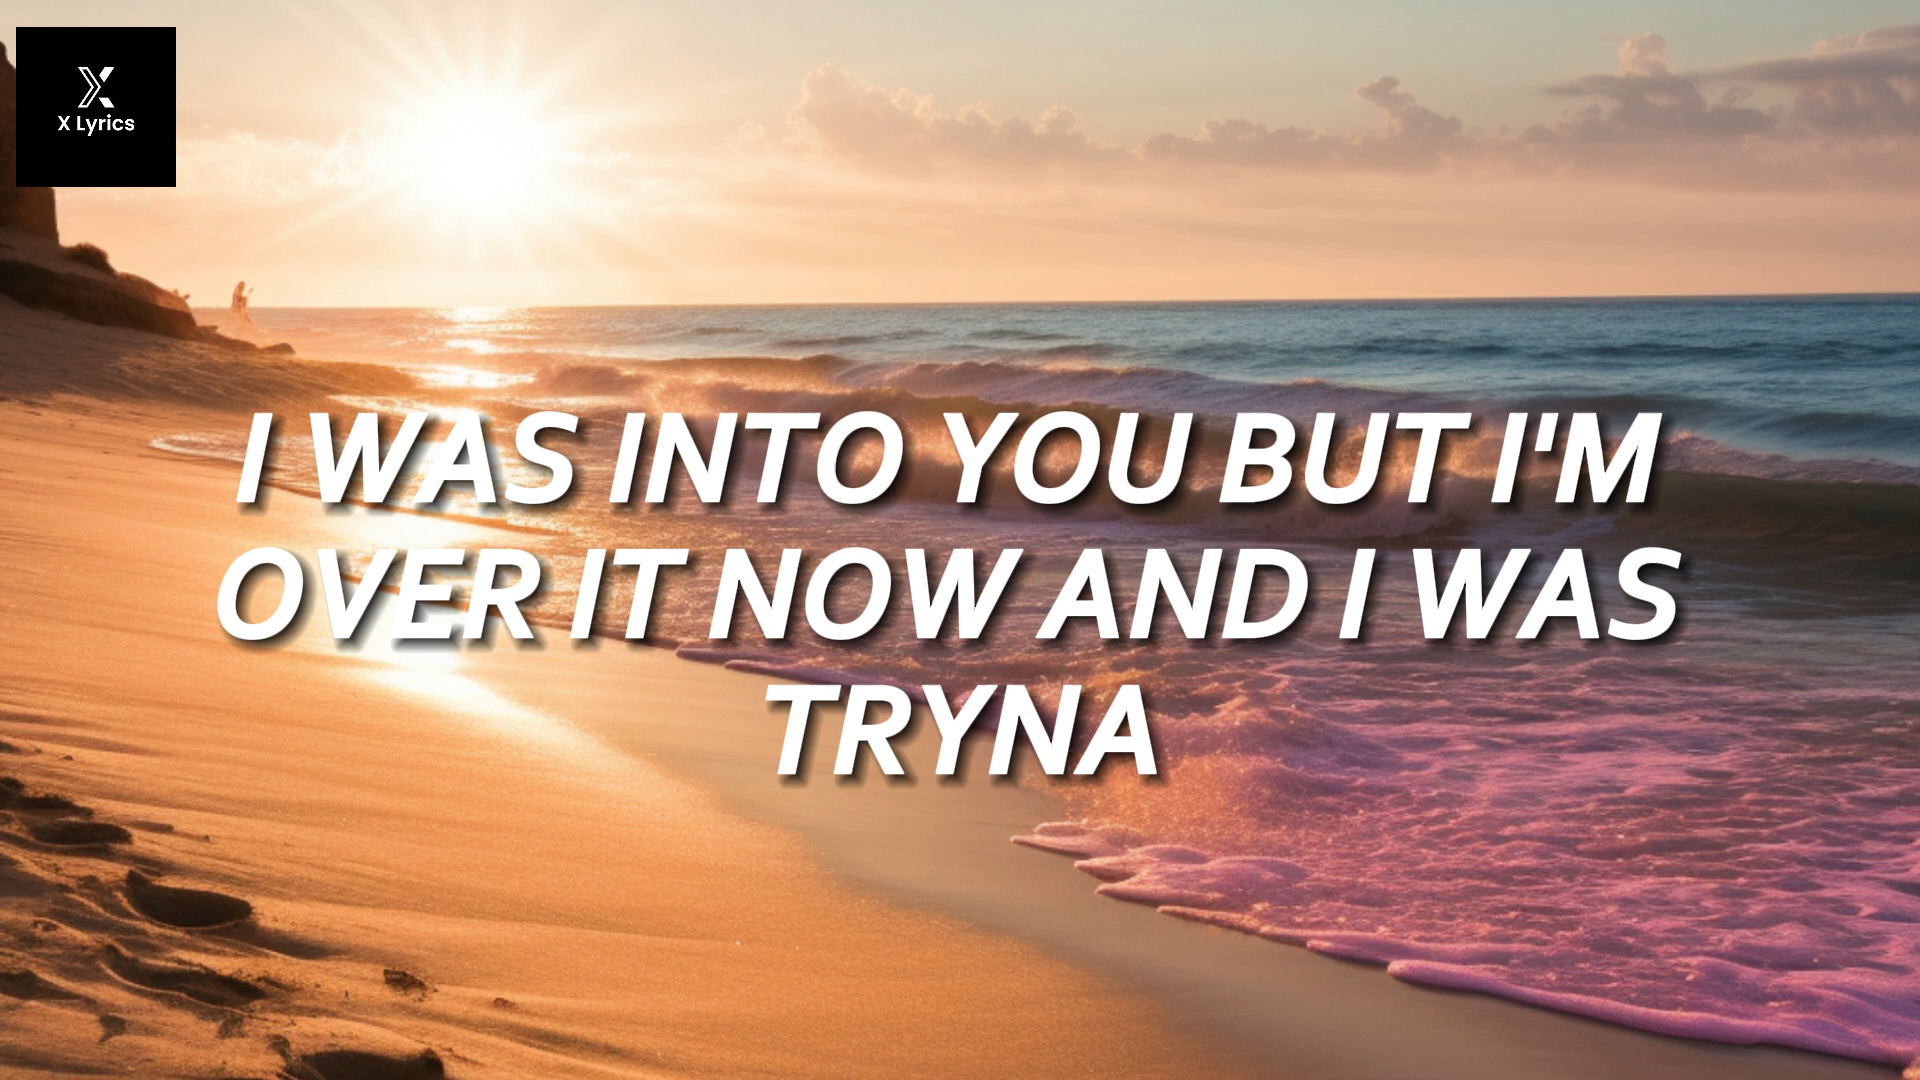 X Lyrics
I WAS INTO YOU BUT I'M
OVER IT NOW AND I WAS
TRYNA